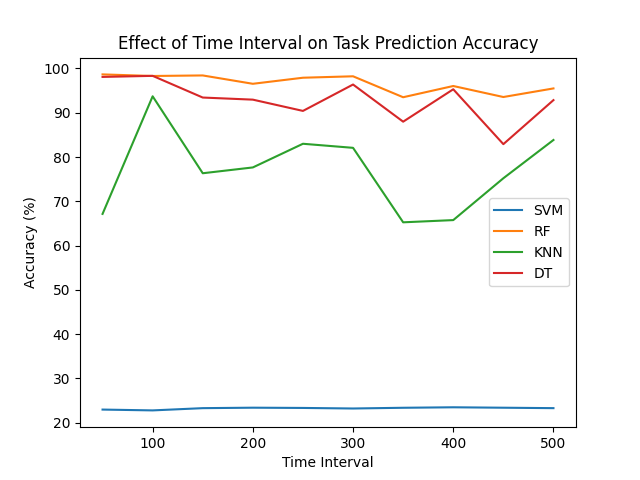 Effect of Time Interval on Task Prediction Accuracy
100
90
80
70
60
50
40
30
20
Accuracy (%)
SVM
RF
KNN
DT
100 200 300 400 500
Time Interval